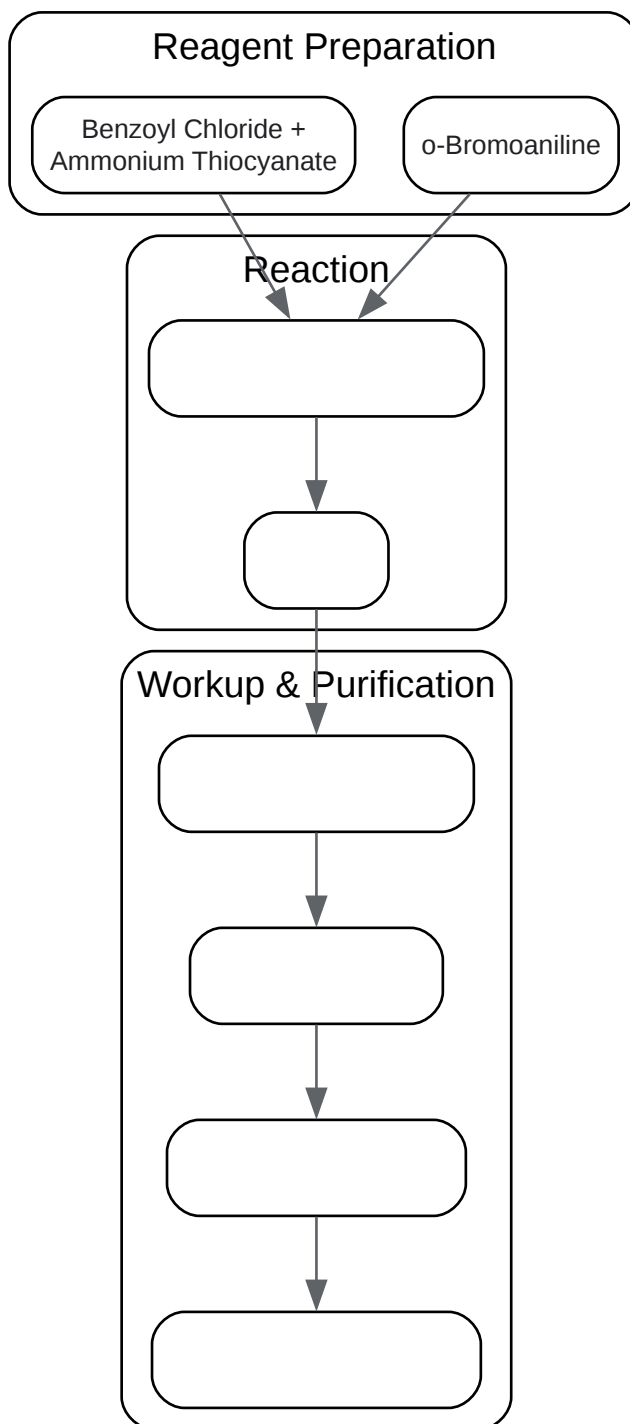 Reagent Preparation
Benzoyl Chloride +
Ammonium Thiocyanate
o-Bromoaniline
Reaction
Workup & Purification